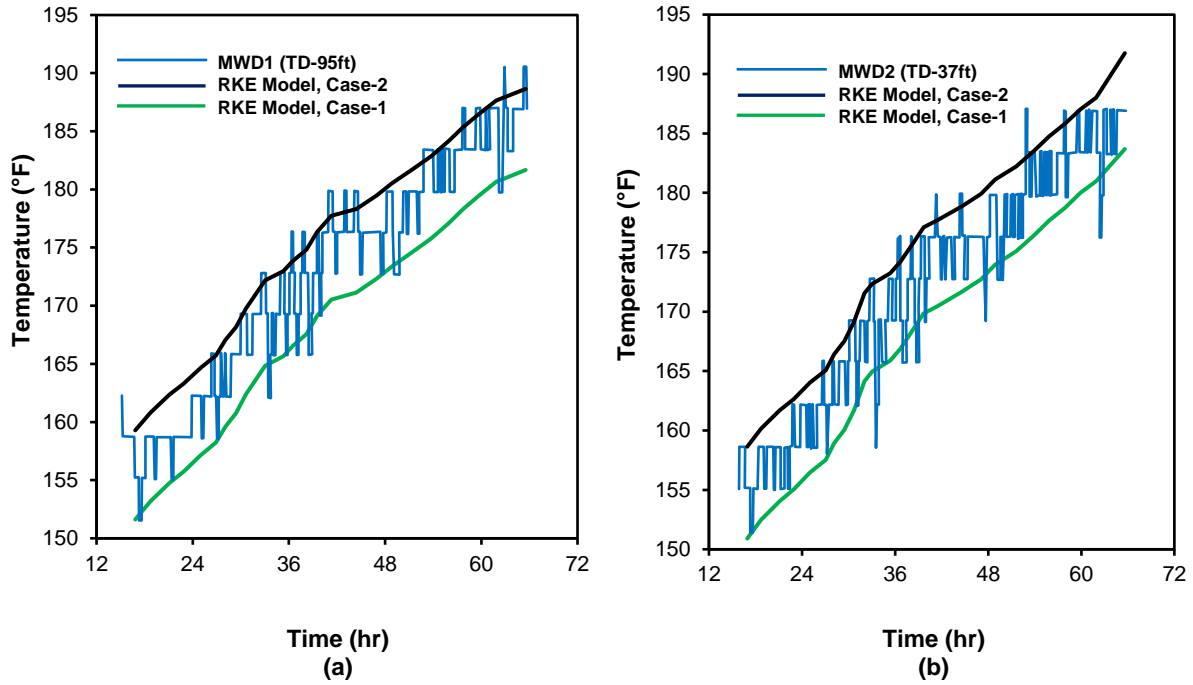 195
190
185
180
175
170
165
160
155
150
Temperature (°F)
MWD1 (TD-95ft)
RKE Model, Case-2
RKE Model, Case-1
12
24
36
48
60
72
Time (hr)
(a)
195
190
185
180
175
170
165
160
155
150
Temperature (°F)
MWD2 (TD-37ft)
RKE Model, Case-2
RKE Model, Case-1
12
24
36
48
60
72
Time (hr)
(b)